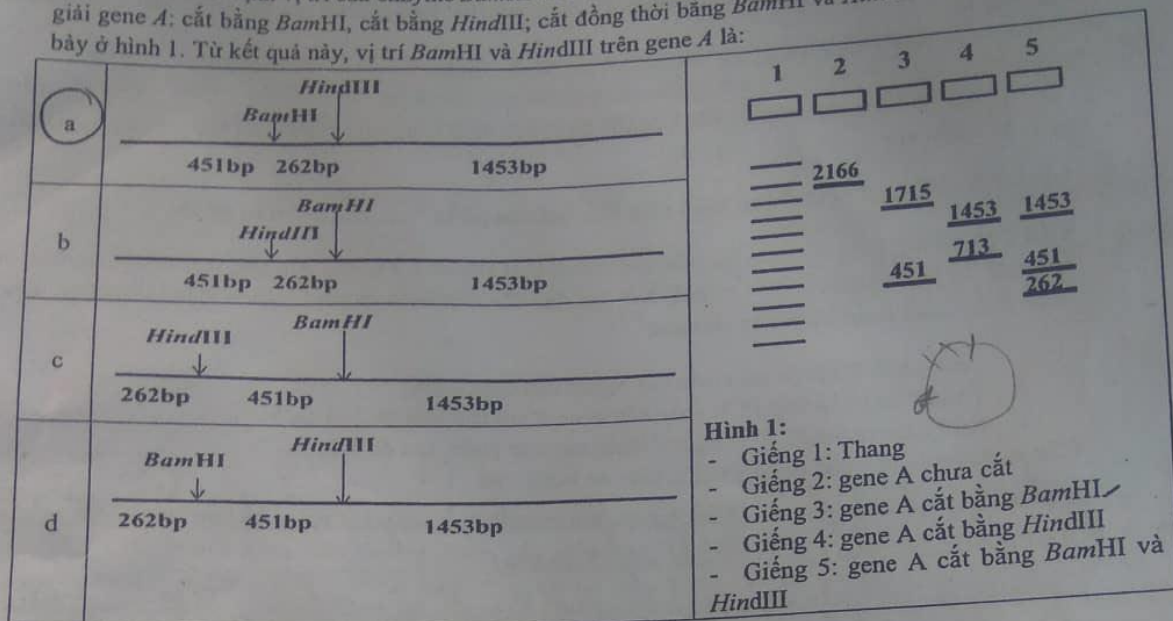 giải gene A: cắt bằng BamHI, cắt bằng HindIII; cắt đồng thời bằng BamHI
bảy ở hình 1. Từ kết quả này, vị trí BamHI và HindIII trên gene A là:
a
HindIII
BamHI
451bp 262bp 1453bp
b
BamHI
HindIII
451bp 262bp 1453bp
c
HindIII
BamHI
262bp 451bp 1453bp
d
BamHI
HindIII
262bp 451bp 1453bp
1 2 3 4 5
2166
1715
1453
1453
713
451
451
262
Hình 1:
- Giếng 1: Thang
- Giếng 2: gene A chưa cắt
- Giếng 3: gene A cắt bằng BamHI
- Giếng 4: gene A cắt bằng HindIII
- Giếng 5: gene A cắt bằng BamHI và
HindIII